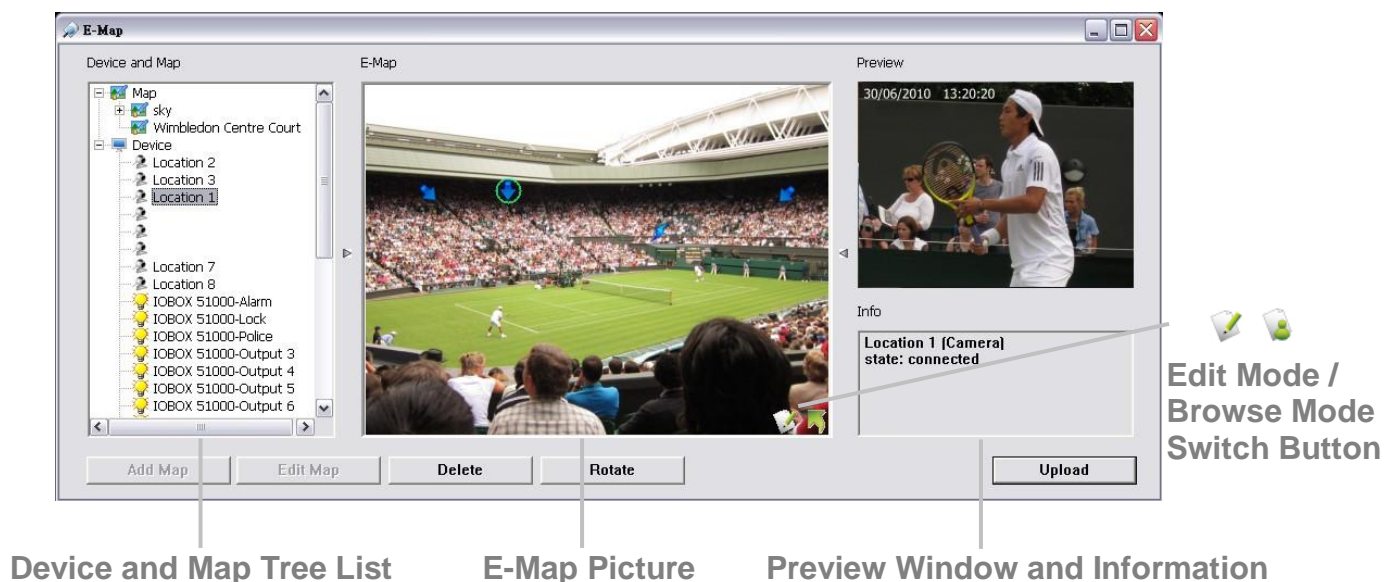 E-Map
Device and Map
E-Map
Preview
Map
sky
Wimbledon Centre Court
Device
Location 2
Location 3
Location 1
Location 7
Location 8
IOBOX 51000-Alarm
IOBOX 51000-Lock
IOBOX 51000-Police
IOBOX 51000-Output 3
IOBOX 51000-Output 4
IOBOX 51000-Output 5
IOBOX 51000-Output 6
30/06/2010 13:20:20
Info
Location 1 (Camera)
state: connected
Add Map
Edit Map
Delete
Rotate
Upload
Edit Mode /
Browse Mode
Switch Button
Device and Map Tree List
E-Map Picture
Preview Window and Information